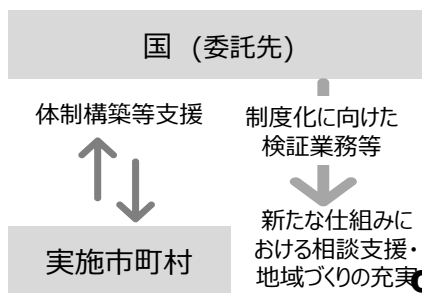 国 (委託先)
体制構築等支援
制度化に向けた
検証業務等
実施市町村
新たな仕組みに
おける相談支援・
地域づくりの充実